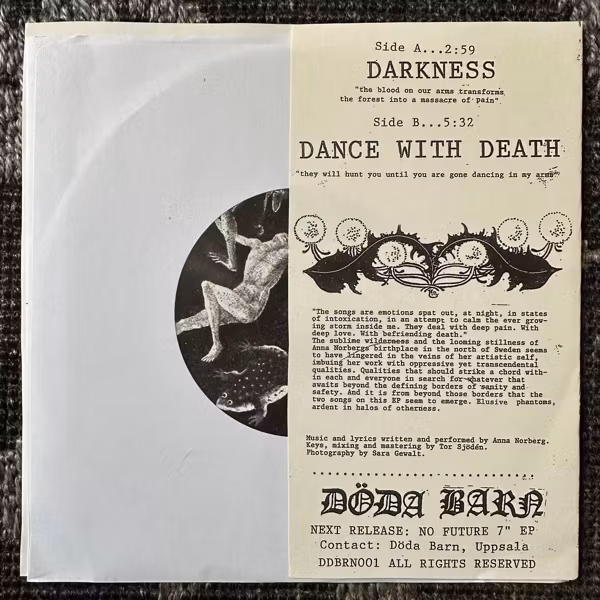 Side A...2:59
DARKNESS
"the blood on our arms transforms
the forest into a massacre of pain"
Side B...5:32
DANCE WITH DEATH
"they will hunt you until you are gone dancing in my arms"
"The songs are emotions spat out, at night, in states
of intoxication, in an attempt to calm the ever grow-
ing storm inside me. They deal with deep pain. With
deep love. With befriending death."
The sublime wilderness and the looming stillness of
Anna Norbergs birthplace in the north of Sweden seems
to have lingered in the veins of her artistic self,
imbuing her work with oppressive yet transcendental
qualities. Qualities that should strike a chord with-
in each and everyone in search for whatever that
awaits beyond the defining borders of sanity and
safety. And it is from beyond those borders that the
two songs on this EP seem to emerge. Elusive phantoms,
ardent in halos of otherness.
Music and lyrics written and performed by Anna Norberg.
Keys, mixing and mastering by Tor Sjödén.
Photography by Sara Gewalt.
DÖDA BARN
NEXT RELEASE: NO FUTURE 7" EP
Contact: Döda Barn, Uppsala
DDBRN001 ALL RIGHTS RESERVED